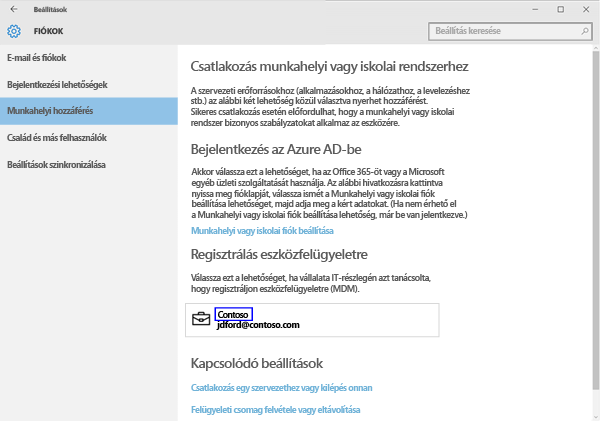 Beállítások
FIÓKOK
Beállítás keresése
E-mail és fiókok
Bejelentkezési lehetőségek
Munkahelyi hozzáférés
Család és más felhasználók
Beállítások szinkronizálása
Csatlakozás munkahelyi vagy iskolai rendszerhez
A szervezeti erőforrásokhoz (alkalmazásokhoz, a hálózathoz, a levelezéshez
stb.) az alábbi két lehetőség közül választva nyerhet hozzáférést.
Sikeres csatlakozás esetén előfordulhat, hogy a munkahelyi vagy iskolai
rendszer bizonyos szabályzatokat alkalmaz az eszközére.
Bejelentkezés az Azure AD-be
Akkor válassza ezt a lehetőséget, ha az Office 365-öt vagy a Microsoft
egyéb üzleti szolgáltatását használja. Az alábbi hivatkozásra kattintva
nyissa meg fióklapját, válassza ismét a Munkahelyi vagy iskolai fiók
beállítása lehetőséget, majd adja meg a kért adatokat. (Ha nem érhető el
a Munkahelyi vagy iskolai fiók beállítása lehetőség, már be van jelentkezve.)
Munkahelyi vagy iskolai fiók beállítása
Regisztrálás eszközfelügyeletre
Válassza ezt a lehetőséget, ha vállalata IT-részlegén azt tanácsolta,
hogy regisztráljon eszközfelügyeletre (MDM).
Contoso
jdford@contoso.com
Kapcsolódó beállítások
Csatlakozás egy szervezethez vagy kilépés onnan
Felügyeleti csomag felvétele vagy eltávolítása